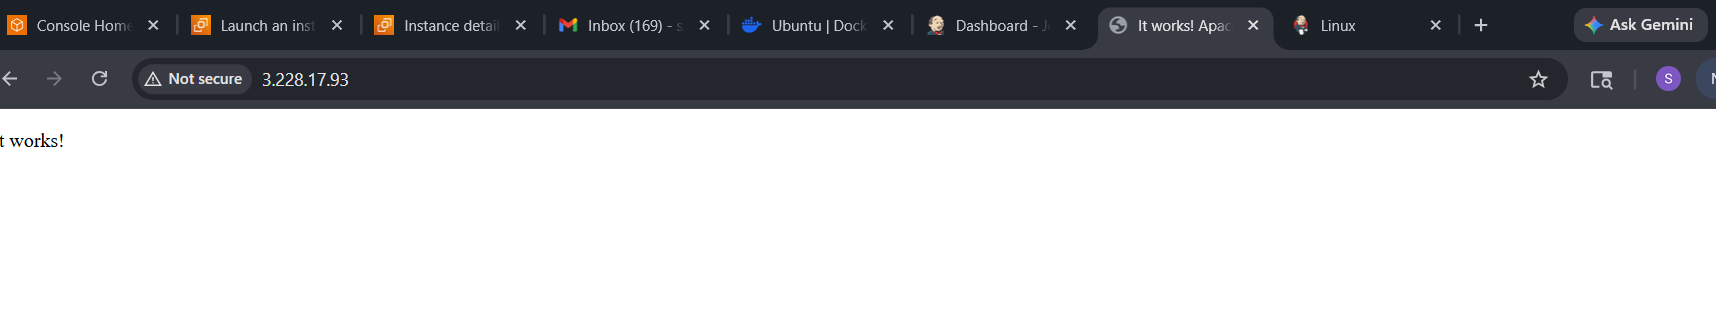 Console Home
Launch an inst
Instance detail
Inbox (169) - s
Ubuntu | Dock
Dashboard - J
It works! Apac
Linux
Ask Gemini
Not secure
3.228.17.93
S
t works!